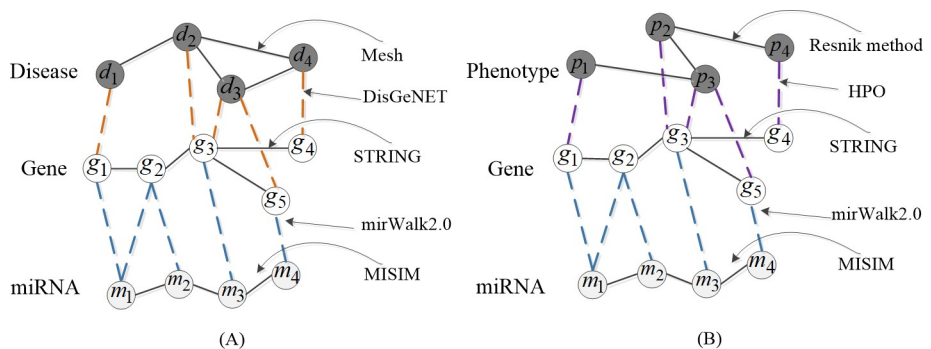 d2
Mesh
d4
Disease
d1
d3
DisGeNET
g3
g4
STRING
Gene
g1
g2
g5
mirWalk2.0
MISIM
miRNA
m1
m2
m3
m4
(A)
p2
Resnik method
p4
Phenotype
p1
p3
HPO
g3
g4
STRING
Gene
g1
g2
g5
mirWalk2.0
MISIM
miRNA
m1
m2
m3
m4
(B)